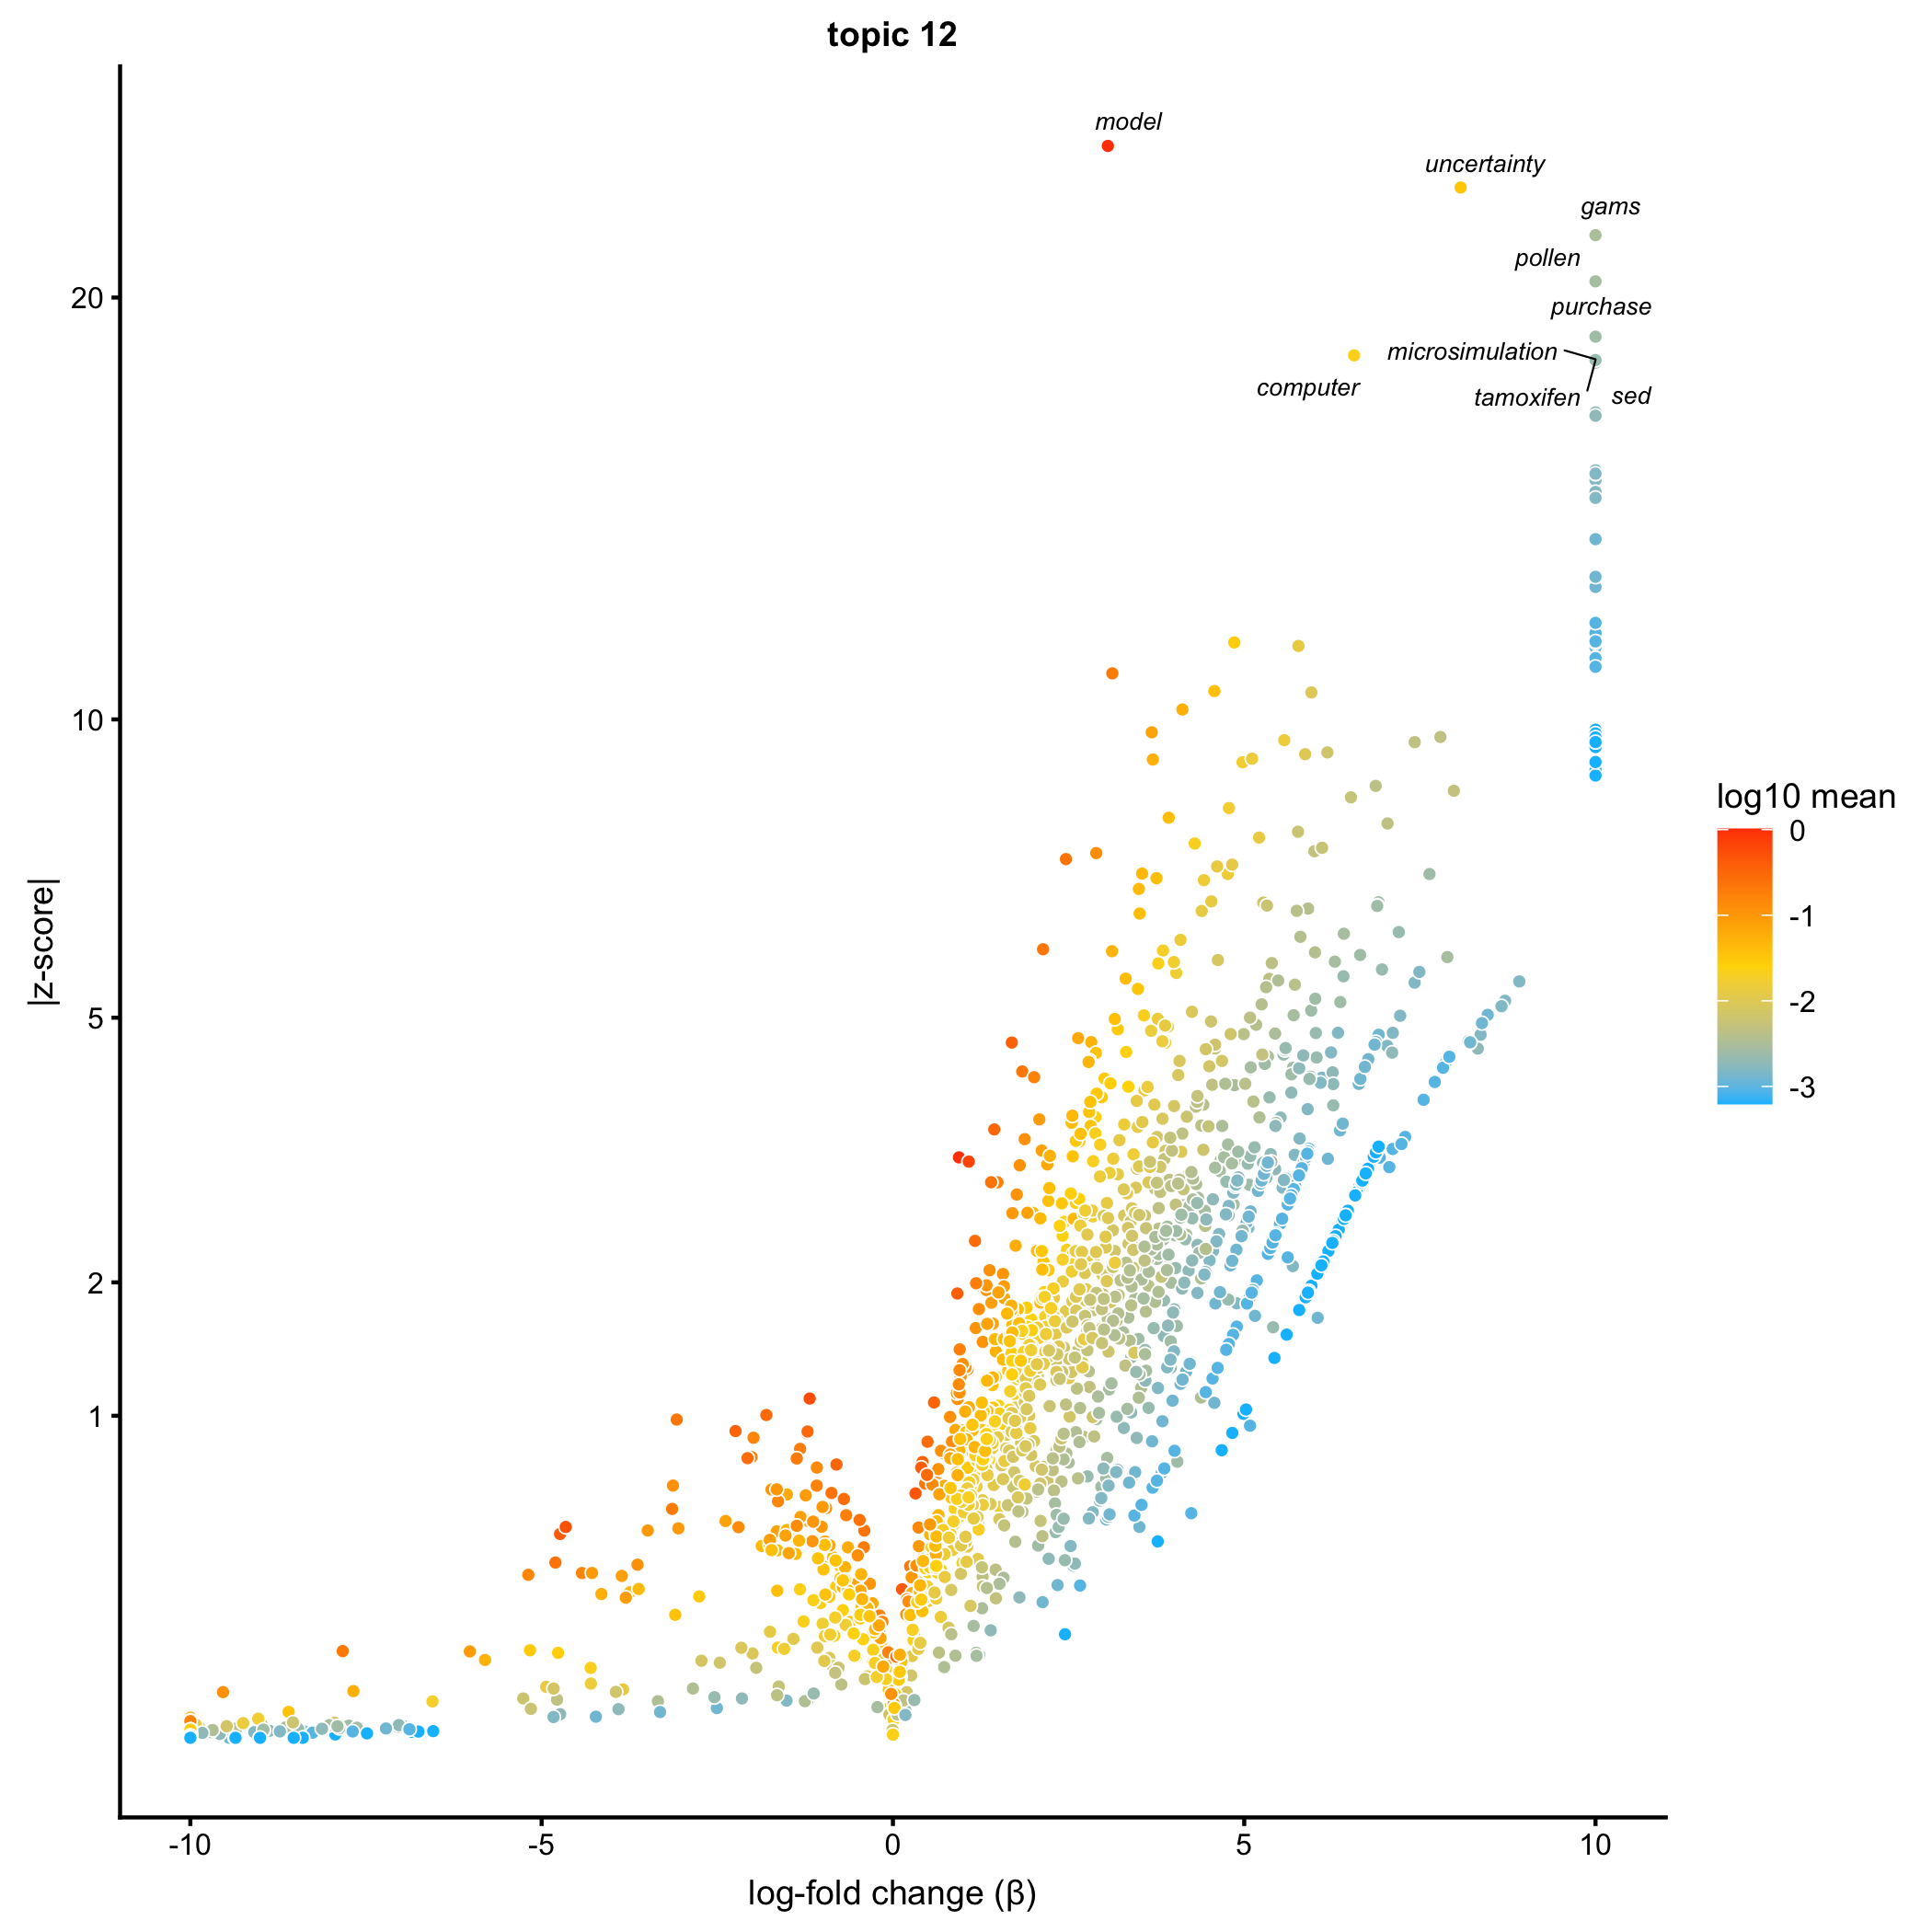 topic 12
model
uncertainty
gams
pollen
20
purchase
microsimulation
computer
tamoxifen
sed
10
log10 mean
0
-1
-2
-3
|z-score|
5
2
1
-10
-5
0
5
10
log-fold change (β)